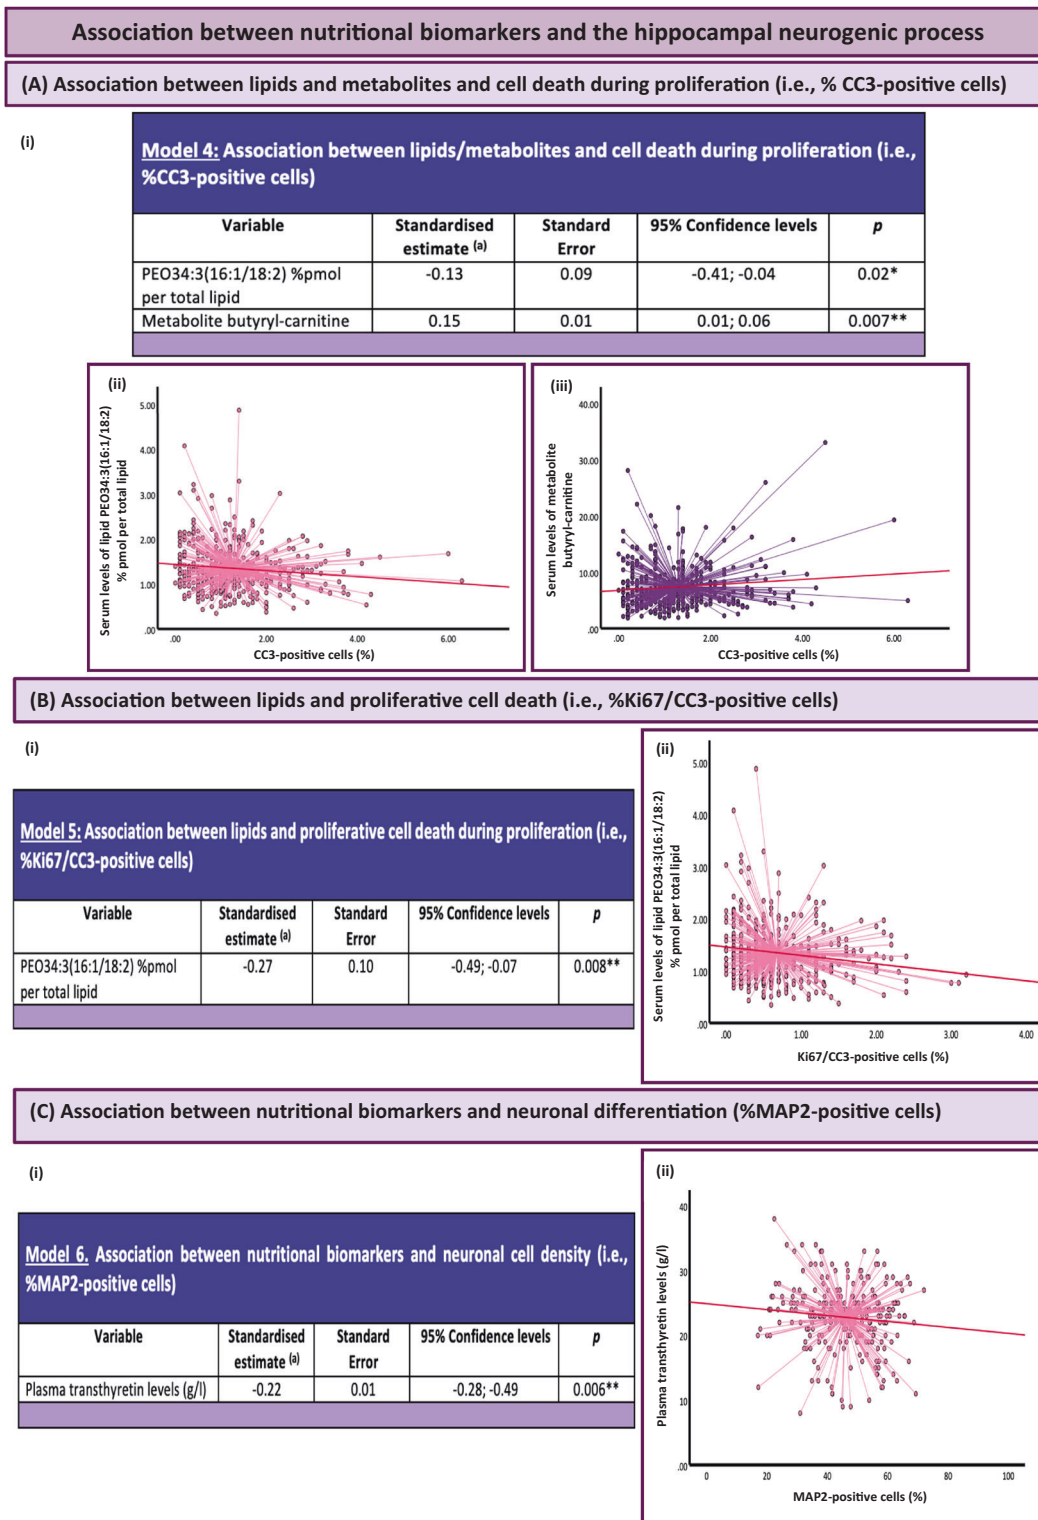 Association between nutritional biomarkers and the hippocampal neurogenic process
(A) Association between lipids and metabolites and cell death during proliferation (i.e., % CC3-positive cells)
(i)
Model 4: Association between lipids/metabolites and cell death during proliferation (i.e.,
%CC3-positive cells)
Variable Standardised estimate (a) Standard Error 95% Confidence levels p
PEO34:3(16:1/18:2) %pmol per total lipid -0.13 0.09 -0.41; -0.04 0.02*
Metabolite butyryl-carnitine 0.15 0.01 0.01; 0.06 0.007**
(ii)
Serum levels of lipid PEO34:3(16:1/18:2)
% pmol per total lipid
5.00
4.00
3.00
2.00
1.00
.00
.00 2.00 4.00 6.00
CC3-positive cells (%)
(iii)
Serum levels of metabolite
butyryl-carnitine
40.00
30.00
20.00
10.00
.00
.00 2.00 4.00 6.00
CC3-positive cells (%)
(B) Association between lipids and proliferative cell death (i.e., %Ki67/CC3-positive cells)
(i)
Model 5: Association between lipids and proliferative cell death during proliferation (i.e.,
%Ki67/CC3-positive cells)
Variable Standardised estimate (a) Standard Error 95% Confidence levels p
PEO34:3(16:1/18:2) %pmol per total lipid -0.27 0.10 -0.49; -0.07 0.008**
(ii)
Serum levels of lipid PEO34:3(16:1/18:2)
% pmol per total lipid
5.00
4.00
3.00
2.00
1.00
.00
.00 1.00 2.00 3.00 4.00
Ki67/CC3-positive cells (%)
(C) Association between nutritional biomarkers and neuronal differentiation (%MAP2-positive cells)
(i)
Model 6. Association between nutritional biomarkers and neuronal cell density (i.e.,
%MAP2-positive cells)
Variable Standardised estimate (a) Standard Error 95% Confidence levels p
Plasma transthyretin levels (g/l) -0.22 0.01 -0.28; -0.49 0.006**
(ii)
Plasma transthyretin levels (g/l)
40
30
20
10
.00
0 20 40 60 80 100
MAP2-positive cells (%)